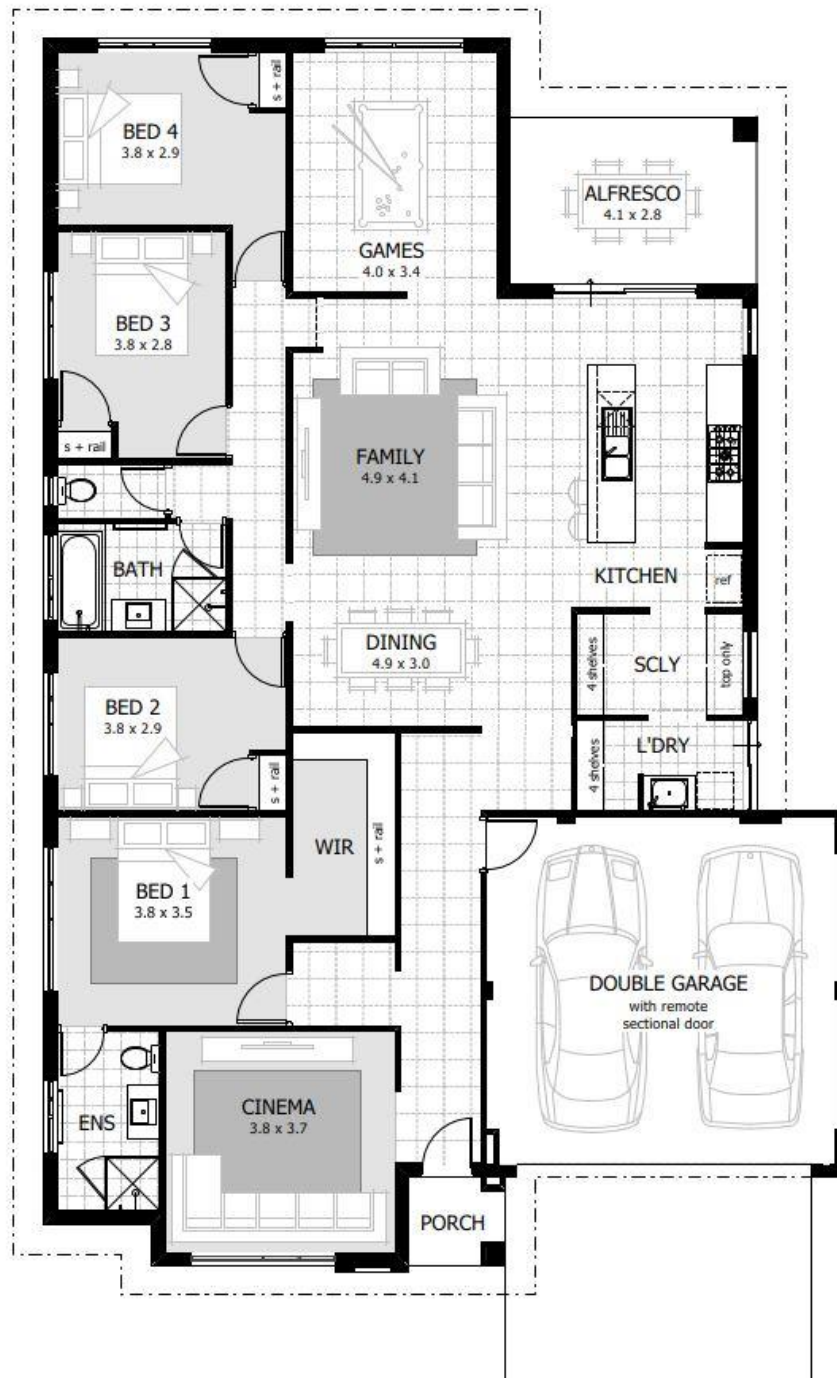 s + rail
BED 4
3.8 x 2.9
ALFRESCO
4.1 x 2.8
GAMES
4.0 x 3.4
BED 3
3.8 x 2.8
s + rail
FAMILY
4.9 x 4.1
BATH
KITCHEN
ref
DINING
4.9 x 3.0
4 shelves
SCLY
top only
BED 2
3.8 x 2.9
s + rail
4 shelves
L'DRY
WIR
s + rail
BED 1
3.8 x 3.5
DOUBLE GARAGE
with remote
sectional door
ENS
CINEMA
3.8 x 3.7
PORCH